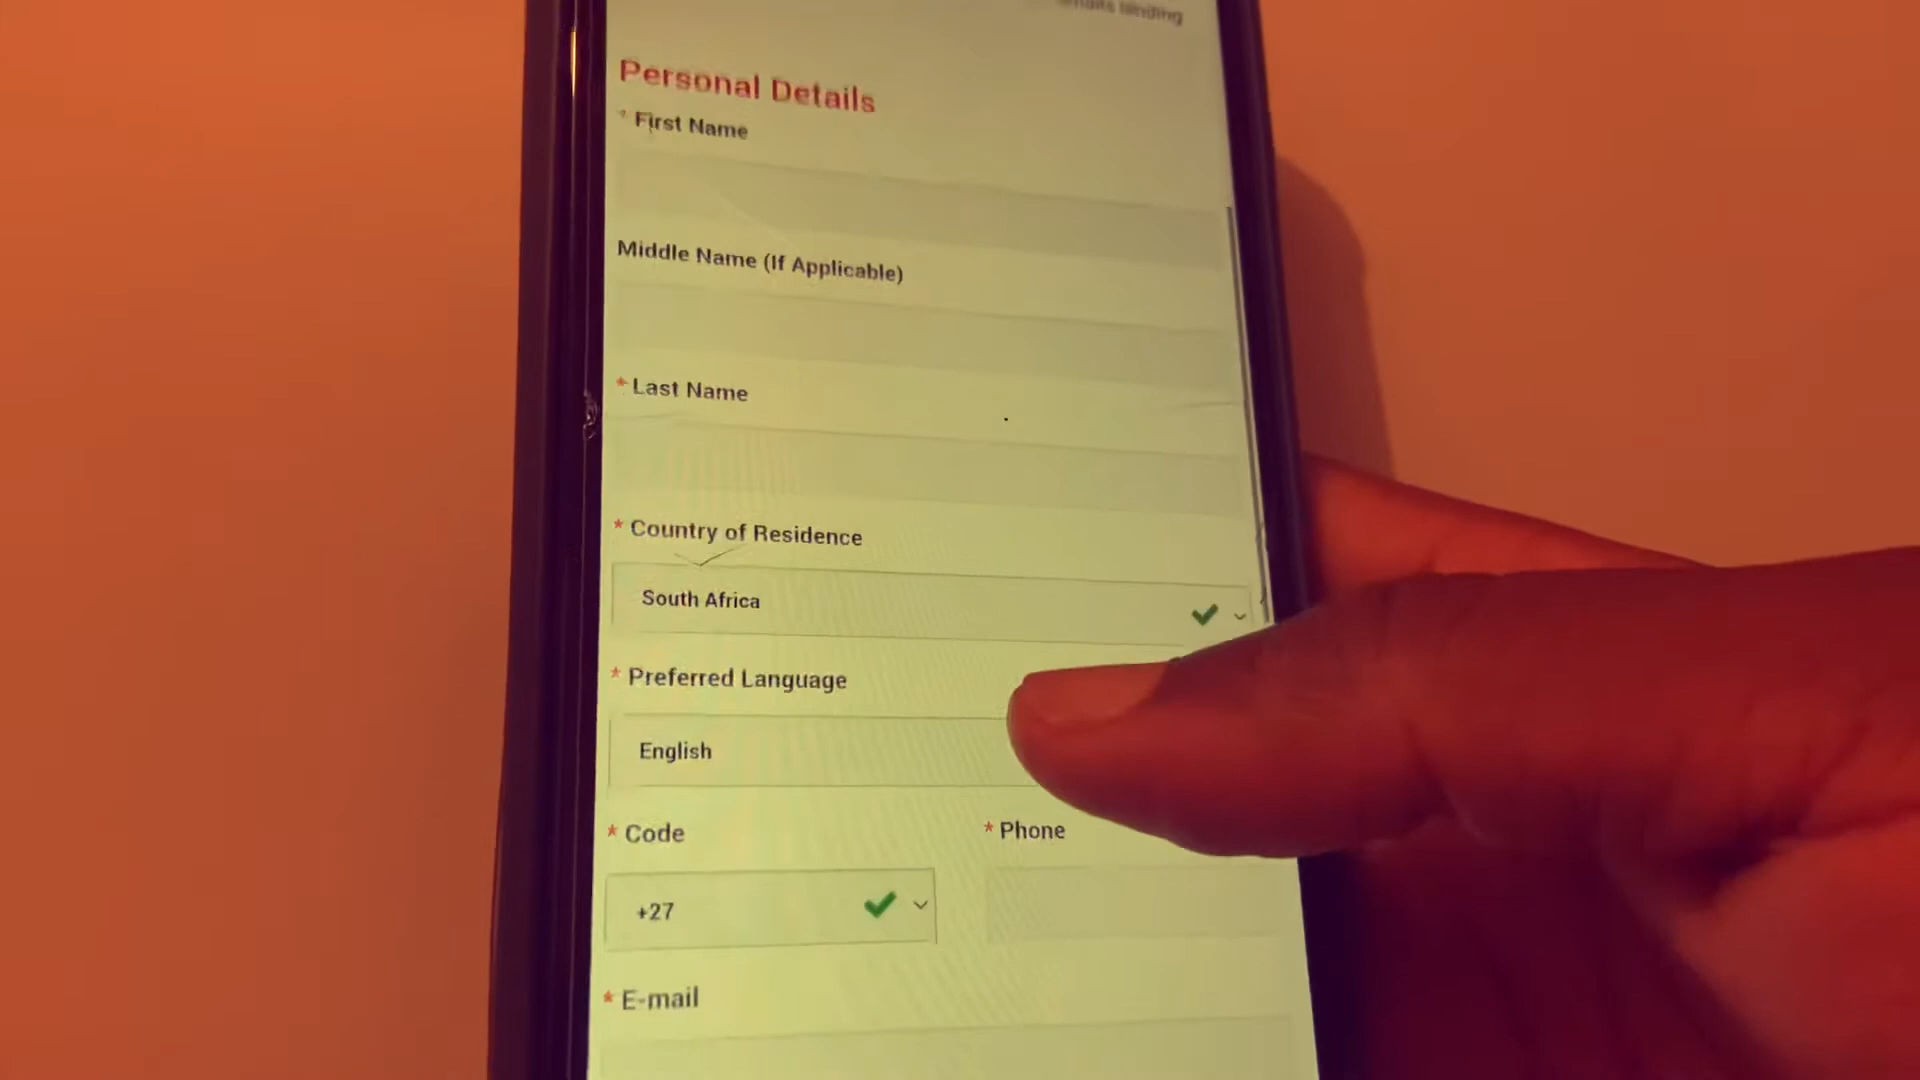 landing
Personal Details
* First Name
Middle Name (If Applicable)
* Last Name
* Country of Residence
South Africa
* Preferred Language
English
* Code
* Phone
+27
* E-mail